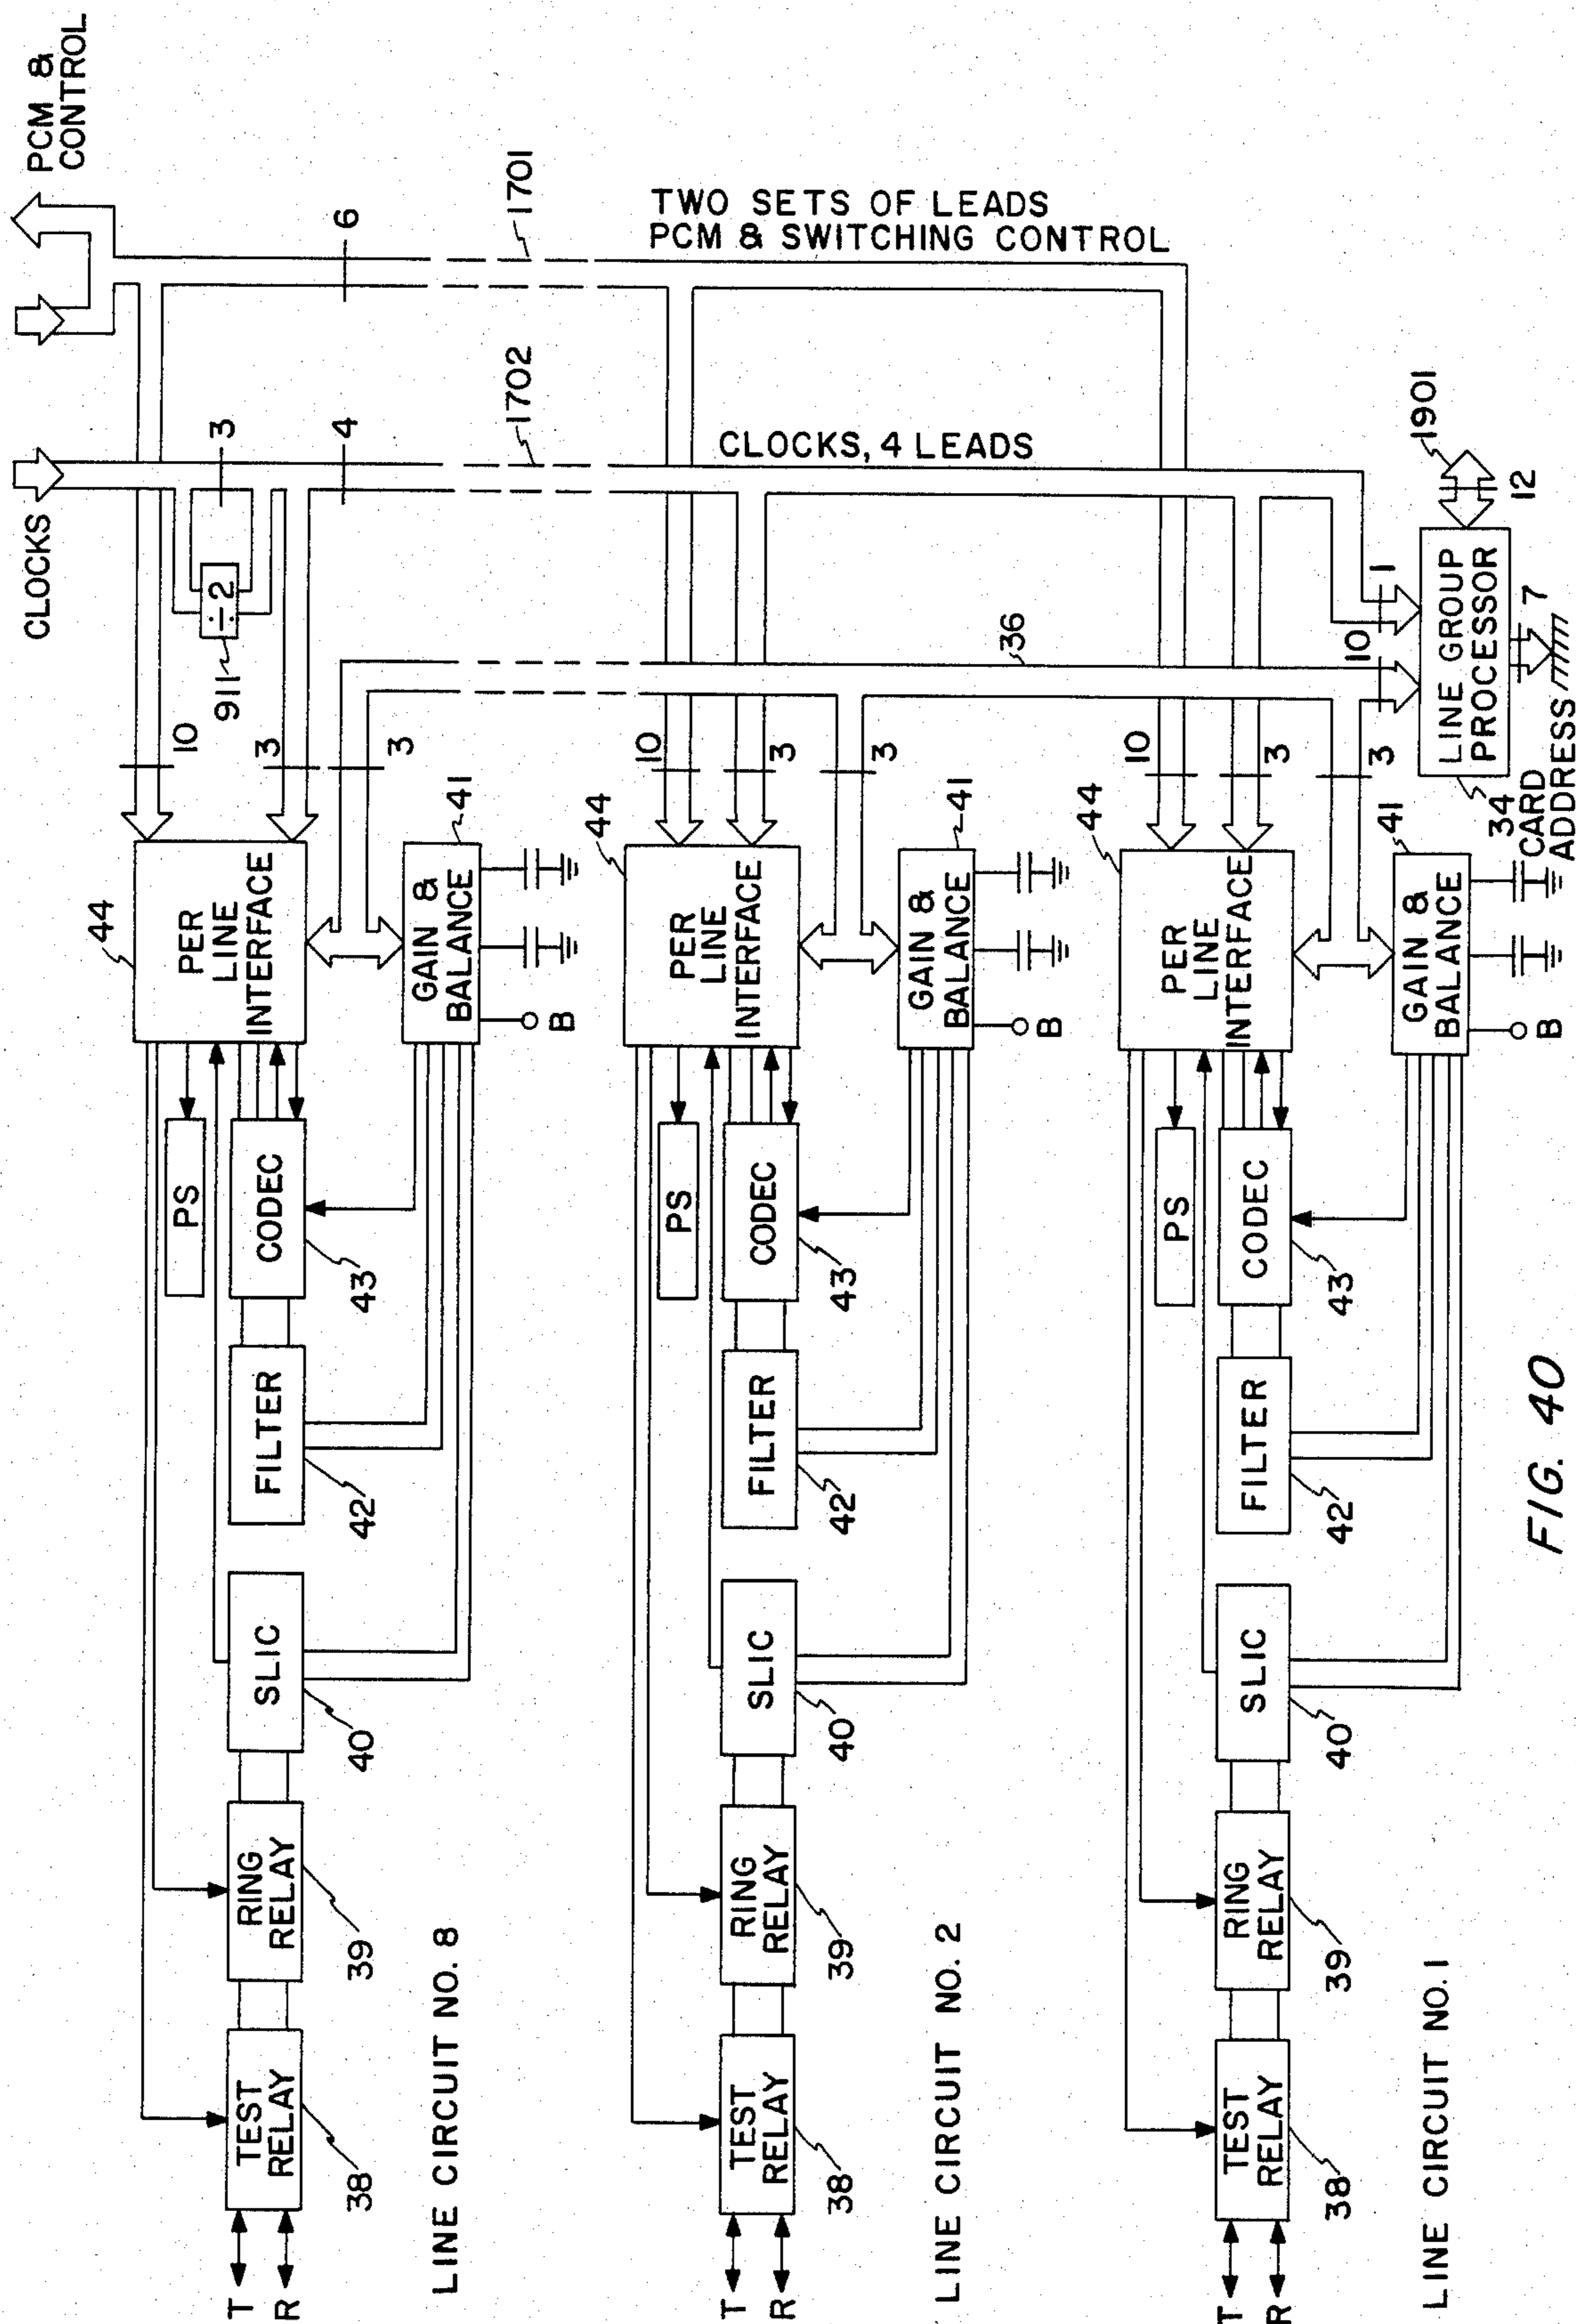 PCM &
CONTROL
CLOCKS
6
1701
TWO SETS OF LEADS
PCM & SWITCHING CONTROL
3
4
1702
CLOCKS, 4 LEADS
÷2
911
36
1901
12
1
10
LINE GROUP
PROCESSOR
7
34
CARD
ADDRESS
10
3
3
44
PER
LINE
INTERFACE
GAIN &
BALANCE
41
B
PS
CODEC
43
FILTER
42
SLIC
40
RING
RELAY
39
TEST
RELAY
38
T
R
LINE CIRCUIT NO. 8
10
3
3
44
PER
LINE
INTERFACE
GAIN &
BALANCE
41
B
PS
CODEC
43
FILTER
42
SLIC
40
RING
RELAY
39
TEST
RELAY
38
T
R
LINE CIRCUIT NO. 2
10
3
3
44
PER
LINE
INTERFACE
GAIN &
BALANCE
41
B
PS
CODEC
43
FILTER
42
SLIC
40
RING
RELAY
39
TEST
RELAY
38
T
R
LINE CIRCUIT NO. 1
FIG. 40